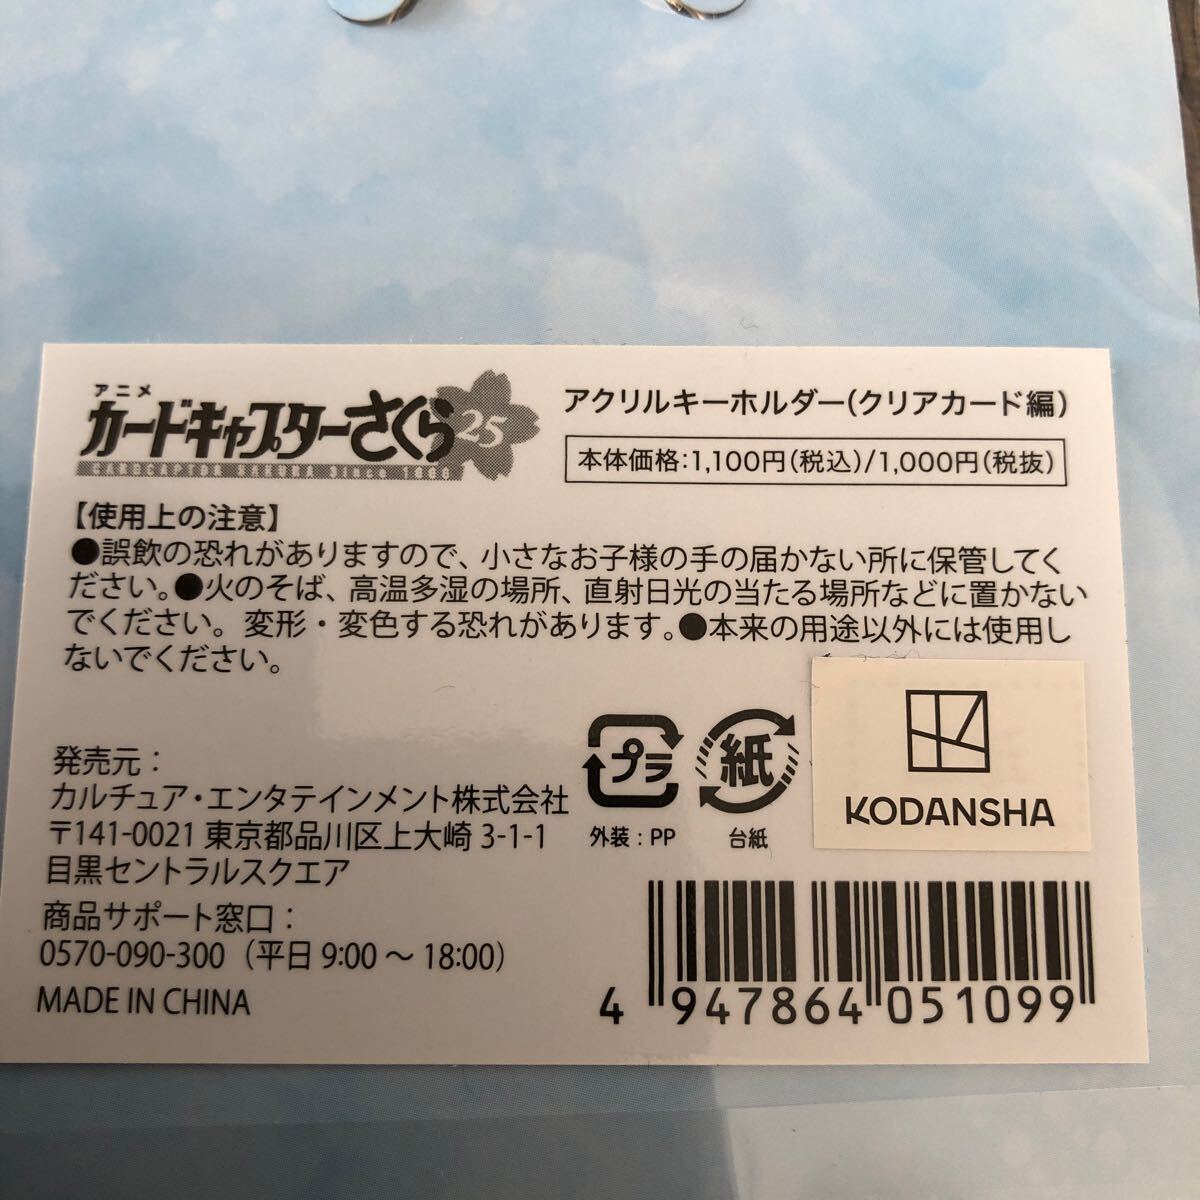 アニメ
カードキャプターさくら 25
CARDCAPTOR SAKURA Since 1998
アクリルキーホルダー(クリアカード編)
本体価格:1,100円(税込)/1,000円(税抜)
【使用上の注意】
●誤飲の恐れがありますので、小さなお子様の手の届かない所に保管してく
ださい。●火のそば、高温多湿の場所、直射日光の当たる場所などに置かない
でください。変形・変色する恐れがあります。●本来の用途以外には使用し
ないでください。
発売元:
カルチュア・エンタテインメント株式会社
〒141-0021 東京都品川区上大崎 3-1-1
目黒セントラルスクエア
商品サポート窓口:
0570-090-300 (平日 9:00 ~ 18:00)
MADE IN CHINA
プラ
外装:PP
紙
台紙
KODANSHA
4 947864 051099